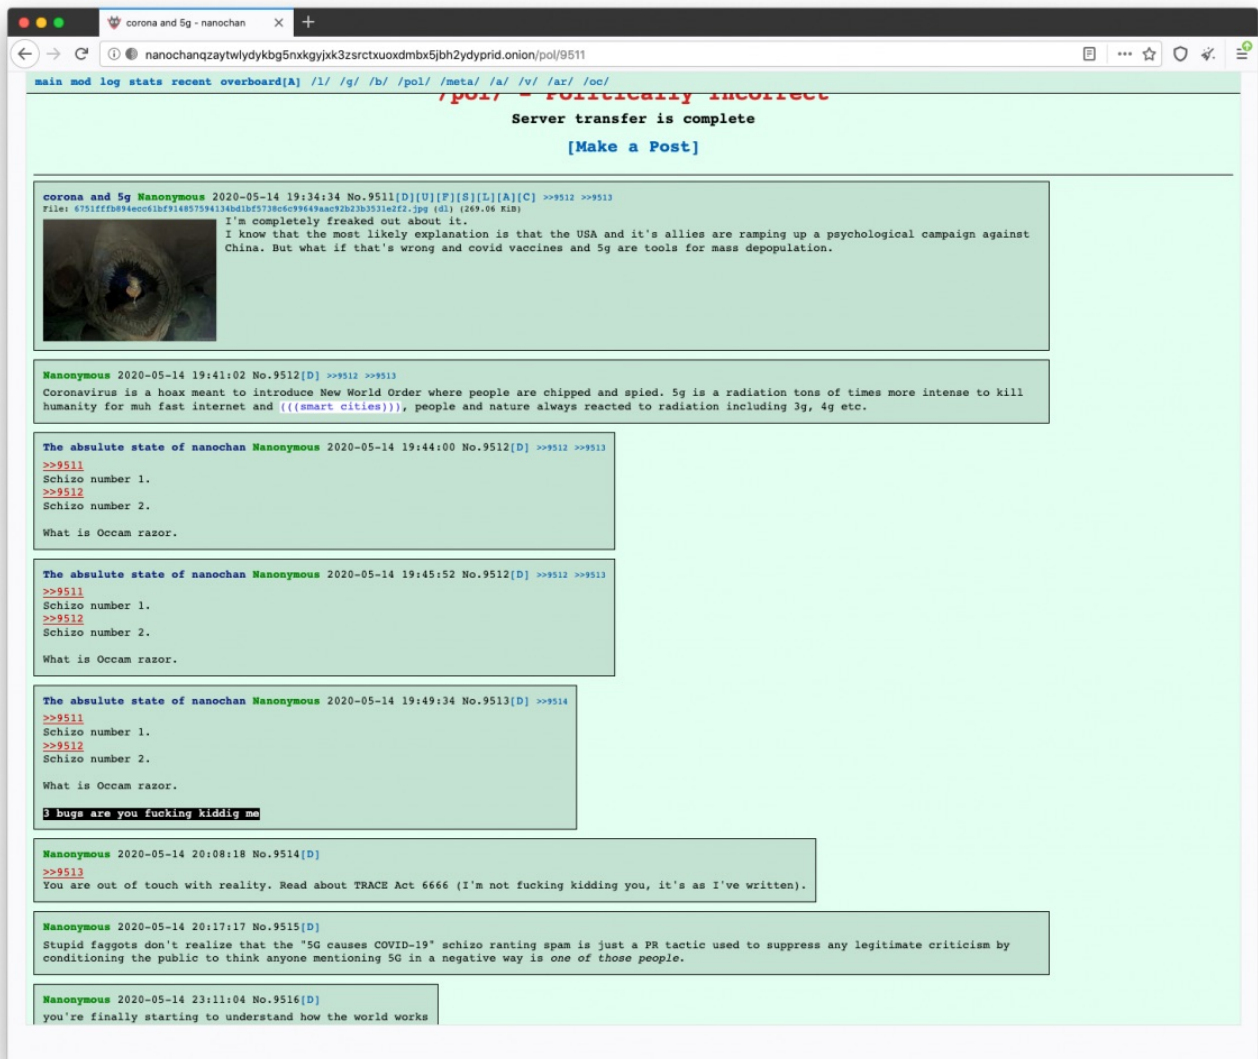 corona and 5g - nanochan
nanochanqzaytwlydykbg5nxkgyjxk3zsrctxuoxdmbx5jbh2ydyprid.onion/pol/9511
main mod log stats recent overboard[A] /l/ /g/ /b/ /pol/ /meta/ /a/ /v/ /ar/ /oc/
/pol/ - Politically Incorrect
Server transfer is complete
[Make a Post]
corona and 5g Nanonymous 2020-05-14 19:34:34 No.9511[D][U][F][S][L][A][C] >>9512 >>9513
File: (dl) (269.06 KiB)
I'm completely freaked out about it.
I know that the most likely explanation is that the USA and it's allies are ramping up a psychological campaign against
China. But what if that's wrong and covid vaccines and 5g are tools for mass depopulation.
Nanonymous 2020-05-14 19:41:02 No.9512[D] >>9512 >>9513
Coronavirus is a hoax meant to introduce New World Order where people are chipped and spied. 5g is a radiation tons of times more intense to kill
humanity for muh fast internet and (((smart cities))), people and nature always reacted to radiation including 3g, 4g etc.
The absulute state of nanochan Nanonymous 2020-05-14 19:44:00 No.9512[D] >>9512 >>9513
>>9511
Schizo number 1.
>>9512
Schizo number 2.
What is Occam razor.
The absulute state of nanochan Nanonymous 2020-05-14 19:45:52 No.9512[D] >>9512 >>9513
>>9511
Schizo number 1.
>>9512
Schizo number 2.
What is Occam razor.
The absulute state of nanochan Nanonymous 2020-05-14 19:49:34 No.9513[D] >>9514
>>9511
Schizo number 1.
>>9512
Schizo number 2.
What is Occam razor.
3 bugs are you fucking kiddig me
Nanonymous 2020-05-14 20:08:18 No.9514[D]
>>9513
You are out of touch with reality. Read about TRACE Act 6666 (I'm not fucking kidding you, it's as I've written).
Nanonymous 2020-05-14 20:17:17 No.9515[D]
Stupid faggots don't realize that the "5G causes COVID-19" schizo ranting spam is just a PR tactic used to suppress any legitimate criticism by
conditioning the public to think anyone mentioning 5G in a negative way is one of those people.
Nanonymous 2020-05-14 23:11:04 No.9516[D]
you're finally starting to understand how the world works